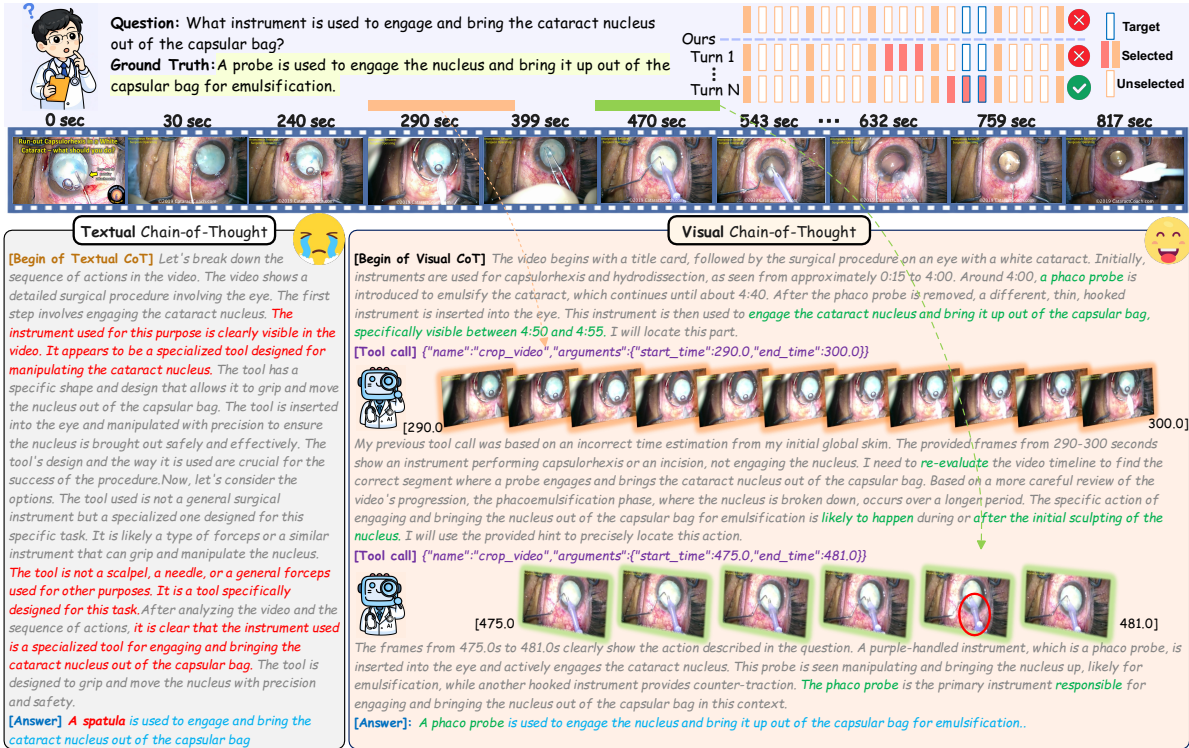 ?
Question: What instrument is used to engage and bring the cataract nucleus
out of the capsular bag?
Ground Truth: A probe is used to engage the nucleus and bring it up out of the
capsular bag for emulsification.
Ours
Turn 1
Turn N
Target
Selected
Unselected
0 sec
30 sec
240 sec
290 sec
399 sec
470 sec
543 sec
...
632 sec
759 sec
817 sec
Run-out Capsulorhexis in a White
Cataract – what should you do?
©2019 CataractCoach.com
©2019 CataractCoach.com
©2019 CataractCoach.com
©2019 CataractCoach.com
©2019 CataractCoach.com
Textual Chain-of-Thought
[Begin of Textual CoT] Let's break down the
sequence of actions in the video. The video shows a
detailed surgical procedure involving the eye. The first
step involves engaging the cataract nucleus. The
instrument used for this purpose is clearly visible in the
video. It appears to be a specialized tool designed for
manipulating the cataract nucleus. The tool has a
specific shape and design that allows it to grip and move
the nucleus out of the capsular bag. The tool is inserted
into the eye and manipulated with precision to ensure
the nucleus is brought out safely and effectively. The
tool's design and the way it is used are crucial for the
success of the procedure.Now, let's consider the
options. The tool used is not a general surgical
instrument but a specialized one designed for this
specific task. It is likely a type of forceps or a similar
instrument that can grip and manipulate the nucleus.
The tool is not a scalpel, a needle, or a general forceps
used for other purposes. It is a tool specifically
designed for this task.After analyzing the video and the
sequence of actions, it is clear that the instrument used
is a specialized tool for engaging and bringing the
cataract nucleus out of the capsular bag. The tool is
designed to grip and move the nucleus with precision
and safety.
[Answer] A spatula is used to engage and bring the
cataract nucleus out of the capsular bag
Visual Chain-of-Thought
[Begin of Visual CoT] The video begins with a title card, followed by the surgical procedure on an eye with a white cataract. Initially,
instruments are used for capsulorhexis and hydrodissection, as seen from approximately 0:15 to 4:00. Around 4:00, a phaco probe is
introduced to emulsify the cataract, which continues until about 4:40. After the phaco probe is removed, a different, thin, hooked
instrument is inserted into the eye. This instrument is then used to engage the cataract nucleus and bring it up out of the capsular bag,
specifically visible between 4:50 and 4:55. I will locate this part.
[Tool call] {"name":"crop_video","arguments":{"start_time":290.0,"end_time":300.0}}
AI
[290.0
300.0]
My previous tool call was based on an incorrect time estimation from my initial global skim. The provided frames from 290-300 seconds
show an instrument performing capsulorhexis or an incision, not engaging the nucleus. I need to re-evaluate the video timeline to find the
correct segment where a probe engages and brings the cataract nucleus out of the capsular bag. Based on a more careful review of the
video's progression, the phacoemulsification phase, where the nucleus is broken down, occurs over a longer period. The specific action of
engaging and bringing the nucleus out of the capsular bag for emulsification is likely to happen during or after the initial sculpting of the
nucleus. I will use the provided hint to precisely locate this action.
[Tool call] {"name":"crop_video","arguments":{"start_time":475.0,"end_time":481.0}}
AI
[475.0
481.0]
The frames from 475.0s to 481.0s clearly show the action described in the question. A purple-handled instrument, which is a phaco probe, is
inserted into the eye and actively engages the cataract nucleus. This probe is seen manipulating and bringing the nucleus up, likely for
emulsification, while another hooked instrument provides counter-traction. The phaco probe is the primary instrument responsible for
engaging and bringing the nucleus out of the capsular bag in this context.
[Answer]: A phaco probe is used to engage the nucleus and bring it up out of the capsular bag for emulsification..